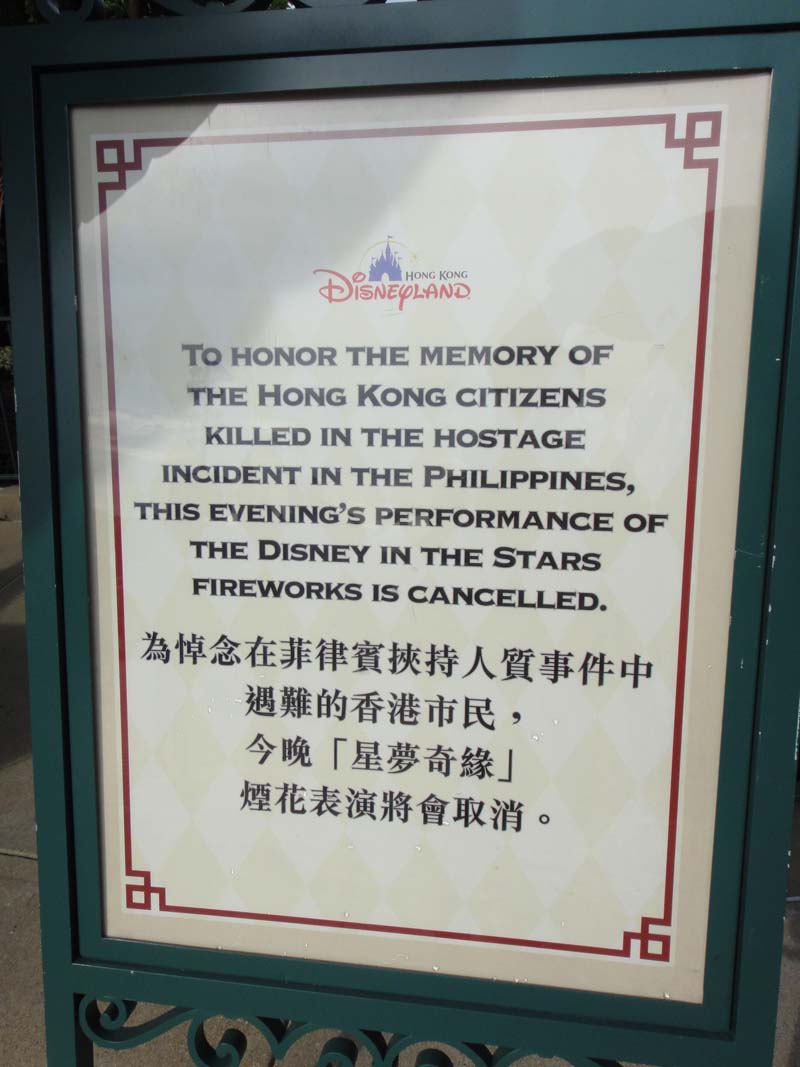 HONG KONG
DISNEYLAND
TO HONOR THE MEMORY OF
THE HONG KONG CITIZENS
KILLED IN THE HOSTAGE
INCIDENT IN THE PHILIPPINES,
THIS EVENING'S PERFORMANCE OF
THE DISNEY IN THE STARS
FIREWORKS IS CANCELLED.
為悼念在菲律賓挾持人質事件中
遇難的香港市民，
今晚「星夢奇緣」
煙花表演將會取消。